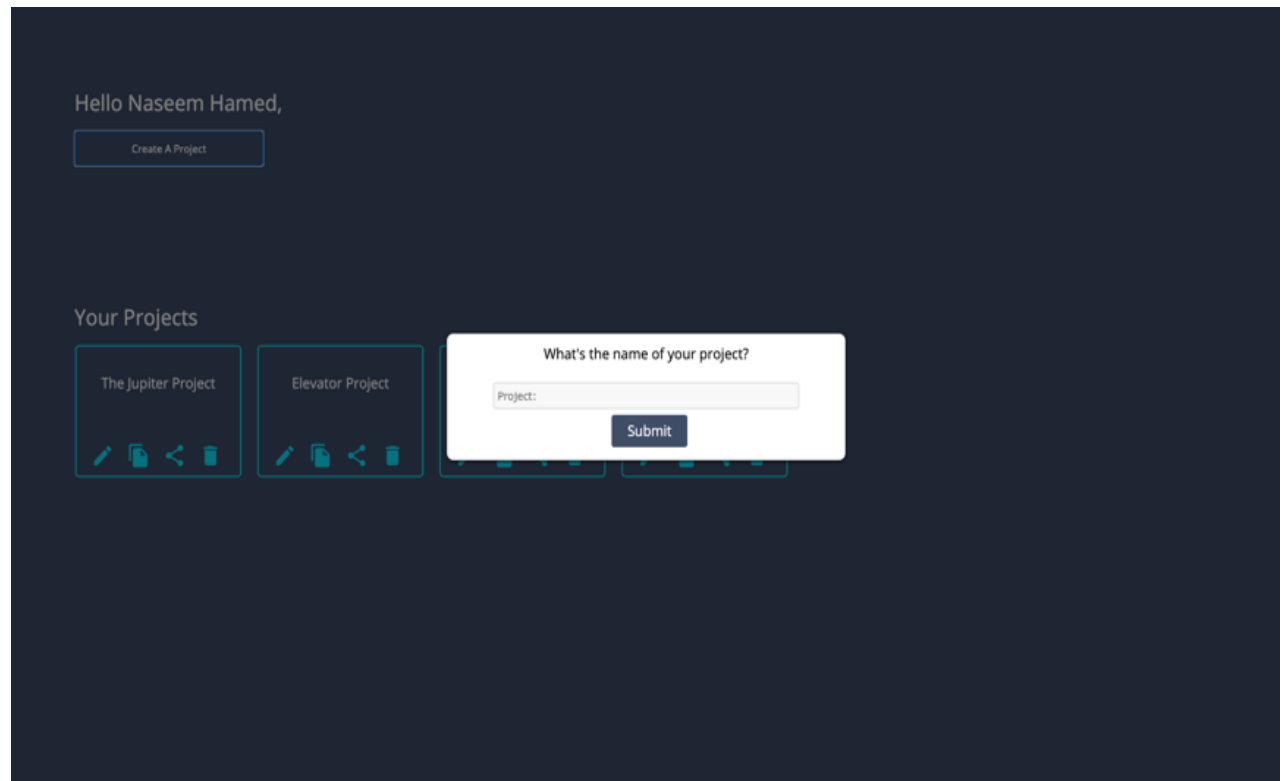 Hello Naseem Hamed,
Create A Project
Your Projects
The Jupiter Project
Elevator Project
What's the name of your project?
Project:
Submit